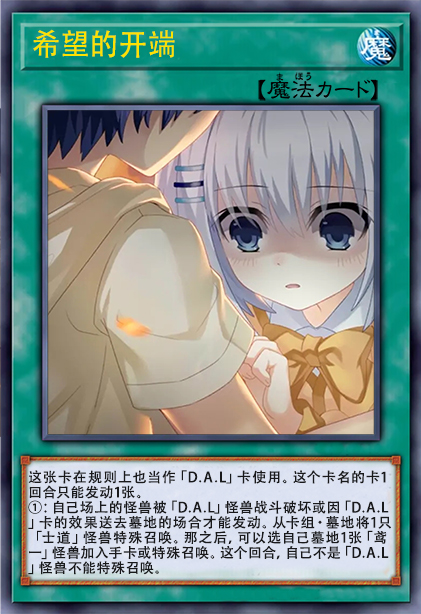 希望的开端
魔
【魔法カード】
ま ほう
这张卡在规则上也当作「D.A.L」卡使用。这个卡名的卡1
回合只能发动1张。
①：自己场上的怪兽被「D.A.L」怪兽战斗破坏或因「D.A.L
」卡的效果送去墓地的场合才能发动。从卡组·墓地将1只
「士道」怪兽特殊召唤。那之后，可以选自己墓地1张「鸢
一」怪兽加入手卡或特殊召唤。这个回合，自己不是「D.A.L
」怪兽不能特殊召唤。